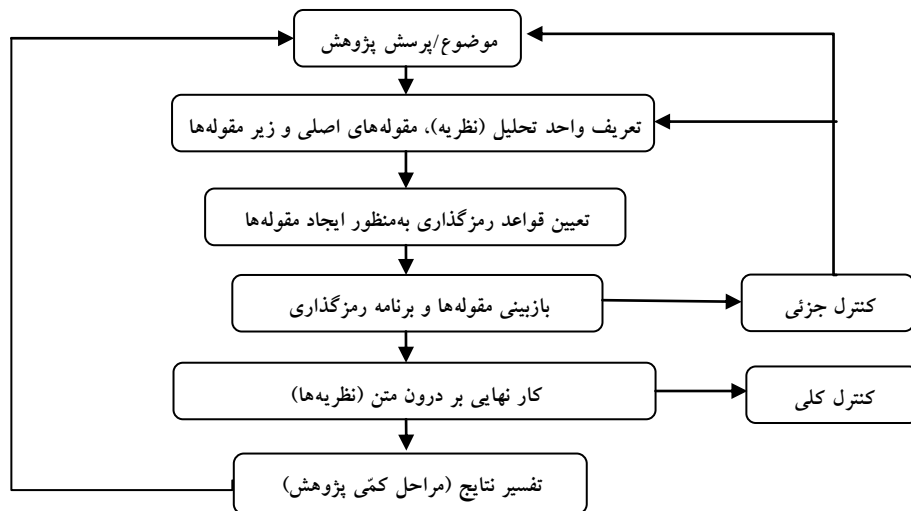 موضوع/پرسش پژوهش
تعریف واحد تحلیل (نظریه)، مقوله‌های اصلی و زیر مقوله‌ها
تعیین قواعد رمزگذاری به‌منظور ایجاد مقوله‌ها
بازبینی مقوله‌ها و برنامه رمزگذاری
کنترل جزئی
کار نهایی بر درون متن (نظریه‌ها)
کنترل کلی
تفسیر نتایج (مراحل کمّی پژوهش)